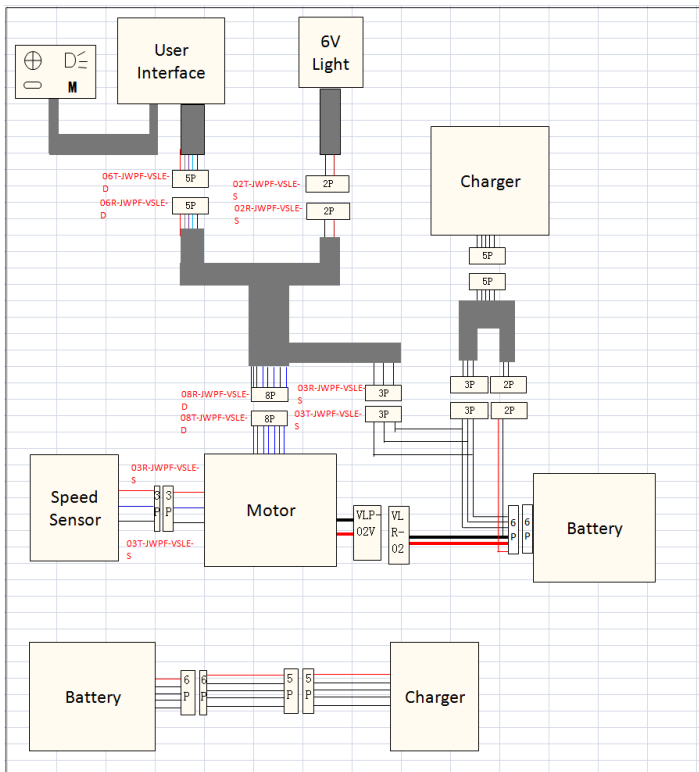 D
M
User
Interface
6V
Light
Charger
06T-JWPF-VSLE-
D
5P
06R-JWPF-VSLE-
D
5P
02T-JWPF-VSLE-
S
2P
02R-JWPF-VSLE-
S
2P
5P
5P
08R-JWPF-VSLE-
D
8P
08T-JWPF-VSLE-
D
8P
03R-JWPF-VSLE-
S
3P
03T-JWPF-VSLE-
S
3P
3P
2P
3P
2P
03R-JWPF-VSLE-
S
Speed
Sensor
3
P
3
P
03T-JWPF-VSLE-
S
Motor
VLP-
02V
VL
R-
02
6
P
6
P
Battery
Battery
6
P
6
P
5
P
5
P
Charger